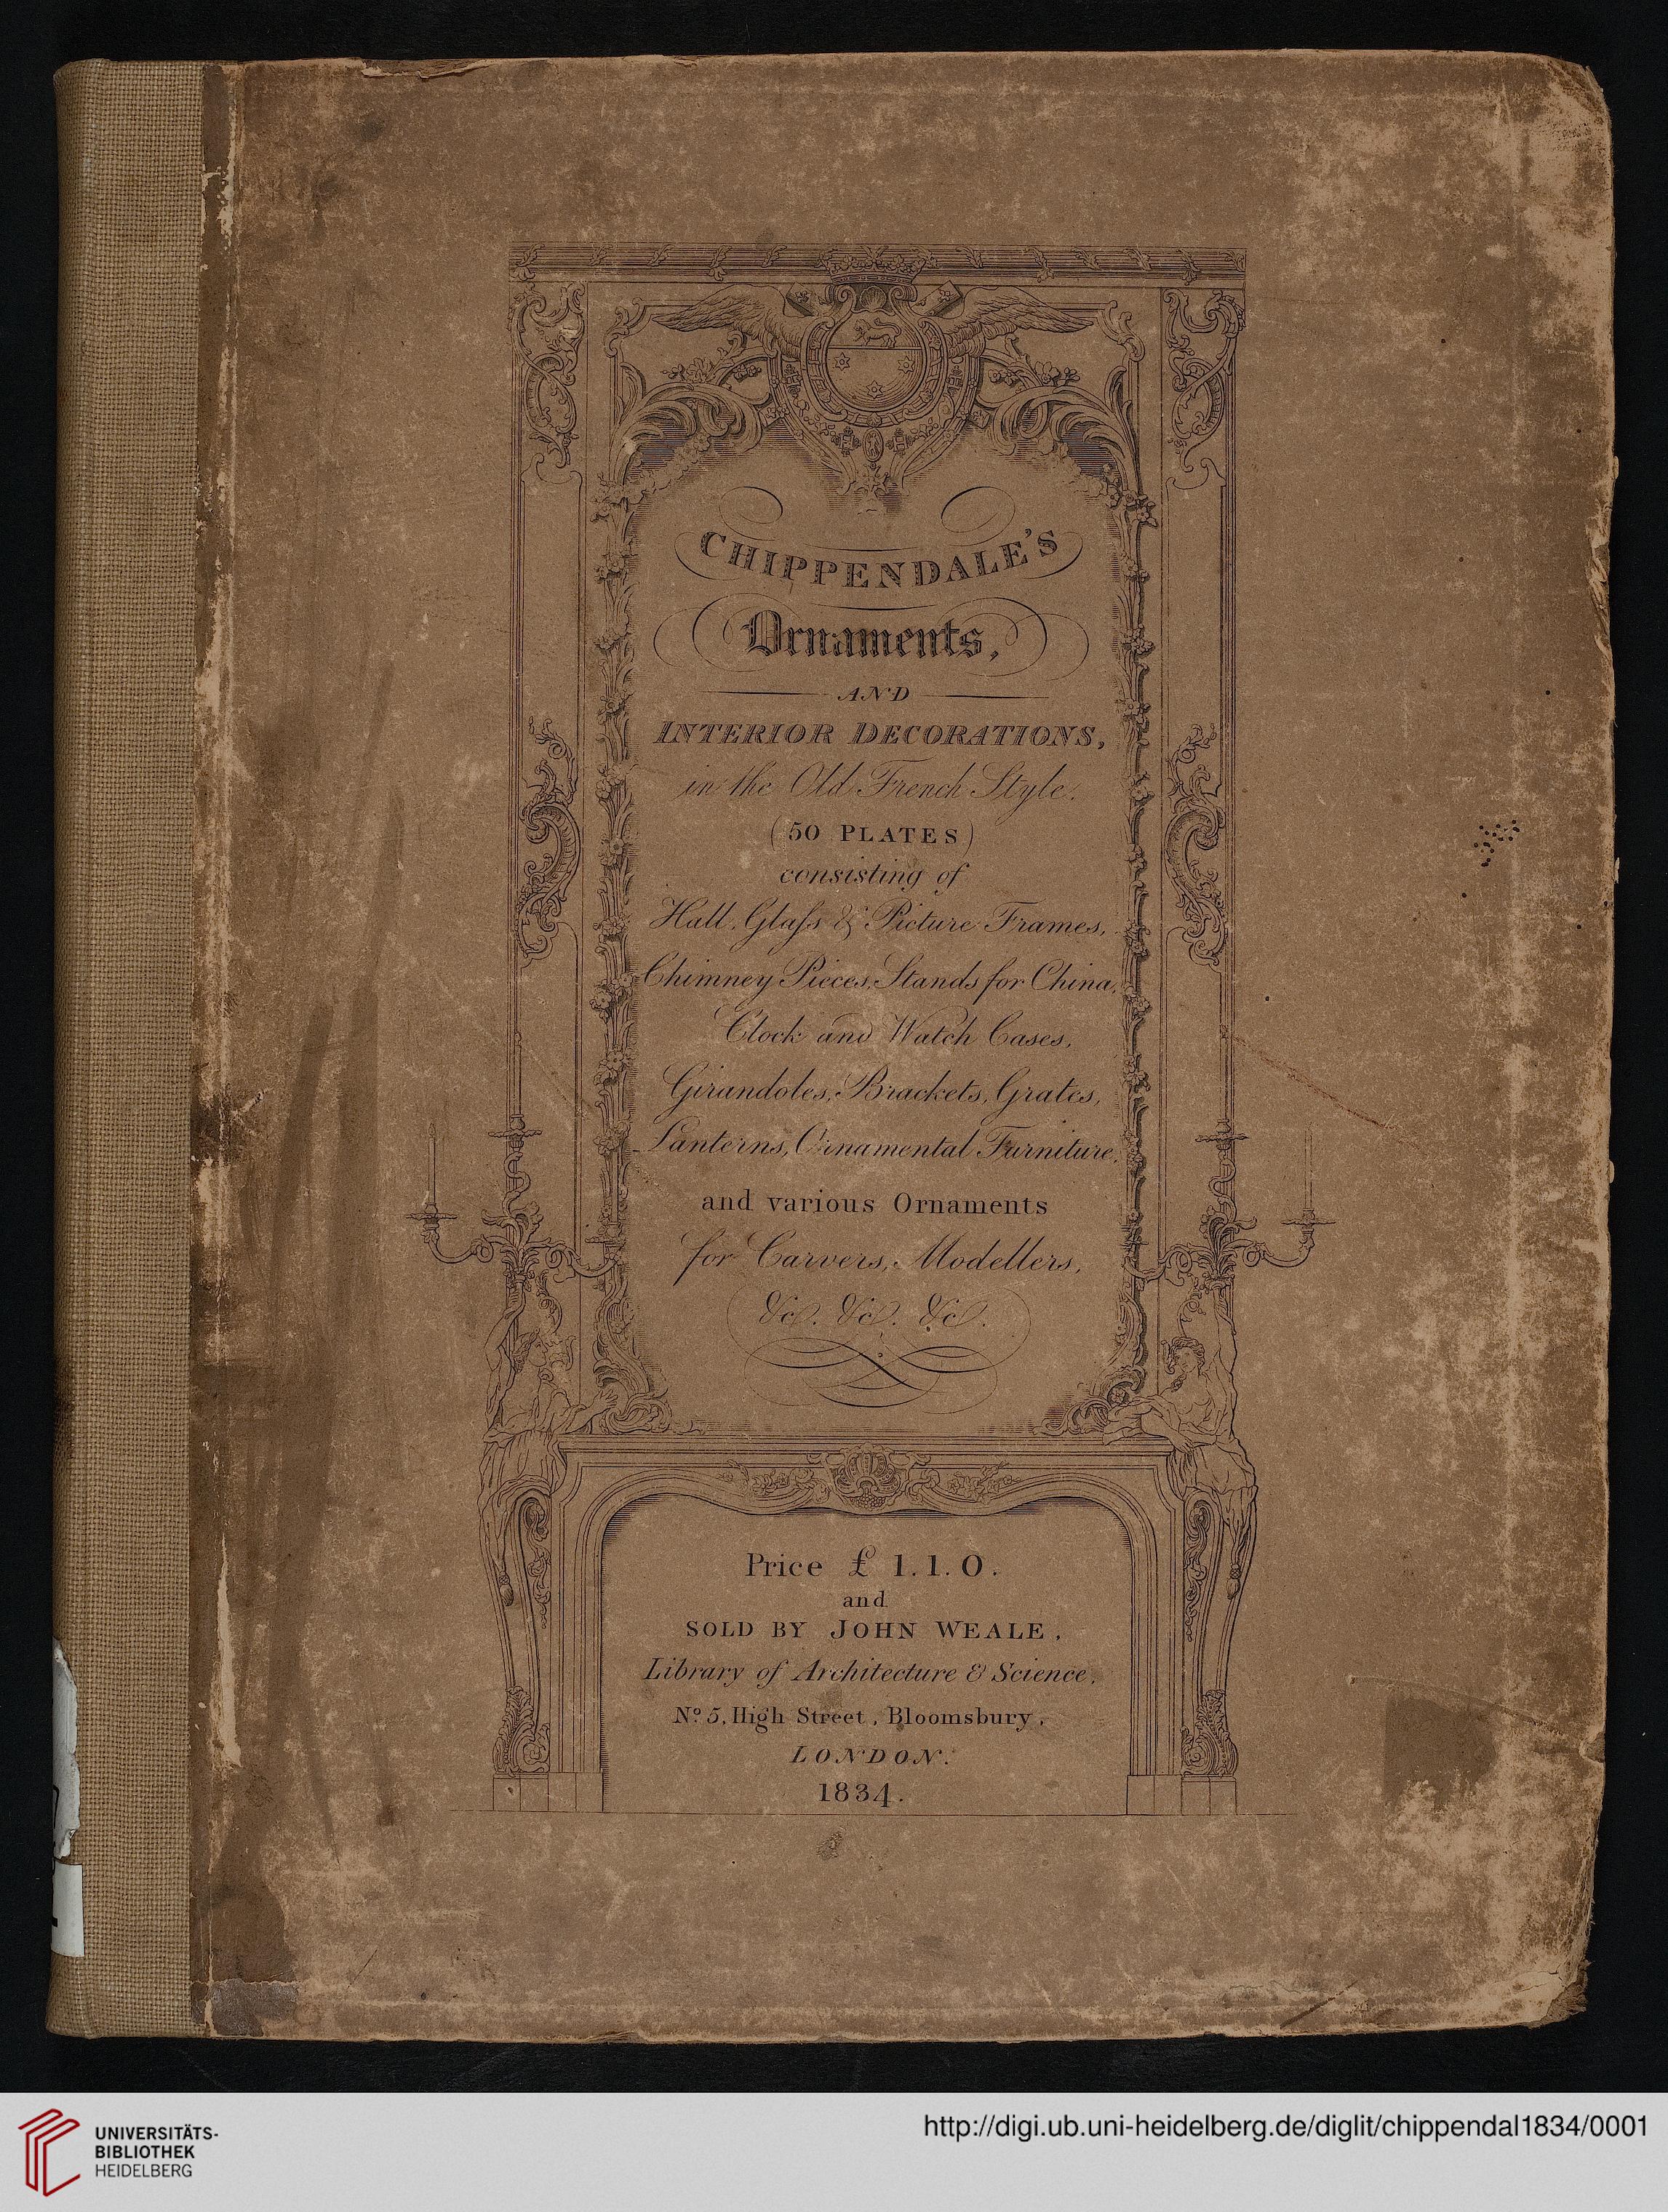 CHIPPENDALE'S
Ornaments,
AND
INTERIOR DECORATIONS,
in the Old French Style.
(50 PLATES)
consisting of
Hall, Glaſs & Picture Frames,
Chimney Pieces, Stands for China,
Clock and Watch Cases,
Girandoles, Brackets, Grates,
Lanterns, Ornamental Furniture,
and various Ornaments
for Carvers, Modellers,
&c. &c. &c.
Price £ 1.1.0.
and
SOLD BY JOHN WEALE,
Library of Architecture & Science,
Nº 5, High Street, Bloomsbury,
LONDON.
1834.
UNIVERSITÄTS-
BIBLIOTHEK
HEIDELBERG
http://digi.ub.uni-heidelberg.de/diglit/chippendal1834/0001